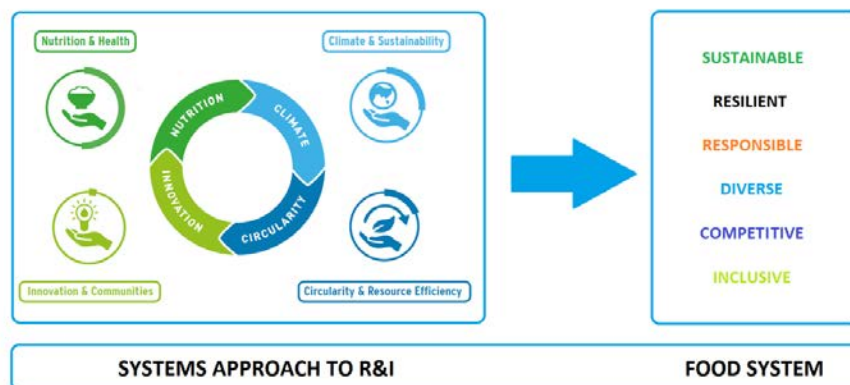 Nutrition & Health
Climate & Sustainability
NUTRITION
CLIMATE
INNOVATION
CIRCULARITY
Innovation & Communities
Circularity & Resource Efficiency
SUSTAINABLE
RESILIENT
RESPONSIBLE
DIVERSE
COMPETITIVE
INCLUSIVE
SYSTEMS APPROACH TO R&I
FOOD SYSTEM